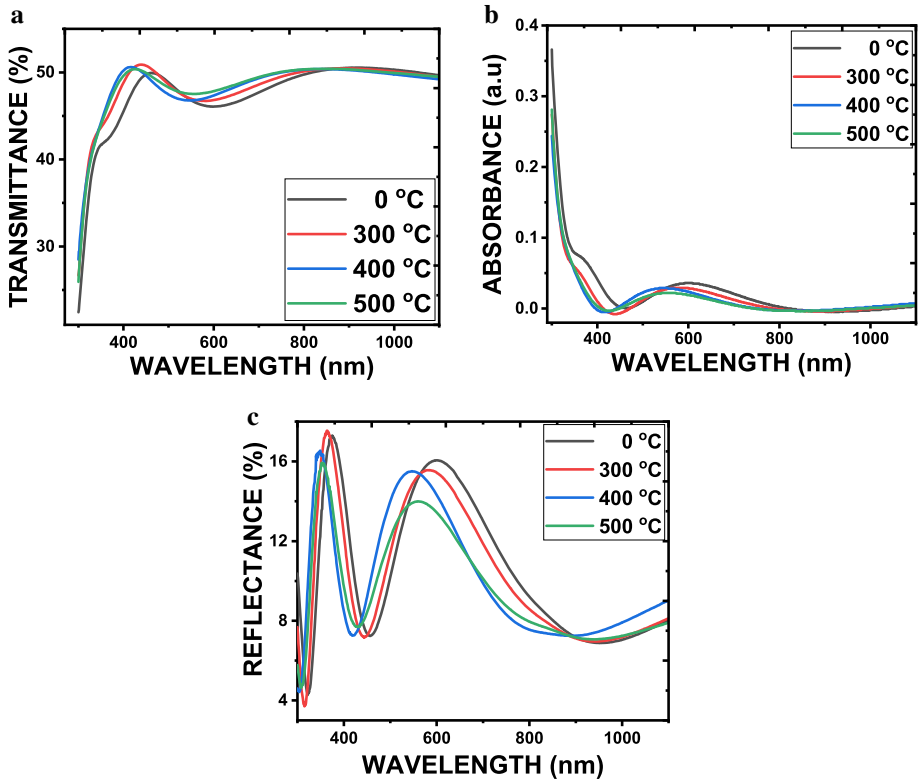 a
TRANSMITTANCE (%)
50
40
30
400
600
800
1000
WAVELENGTH (nm)
0 °C
300 °C
400 °C
500 °C
b
ABSORBANCE (a.u)
0.4
0.3
0.2
0.1
0.0
400
600
800
1000
WAVELENGTH (nm)
0 °C
300 °C
400 °C
500 °C
c
REFLECTANCE (%)
16
12
8
4
400
600
800
1000
WAVELENGTH (nm)
0 °C
300 °C
400 °C
500 °C